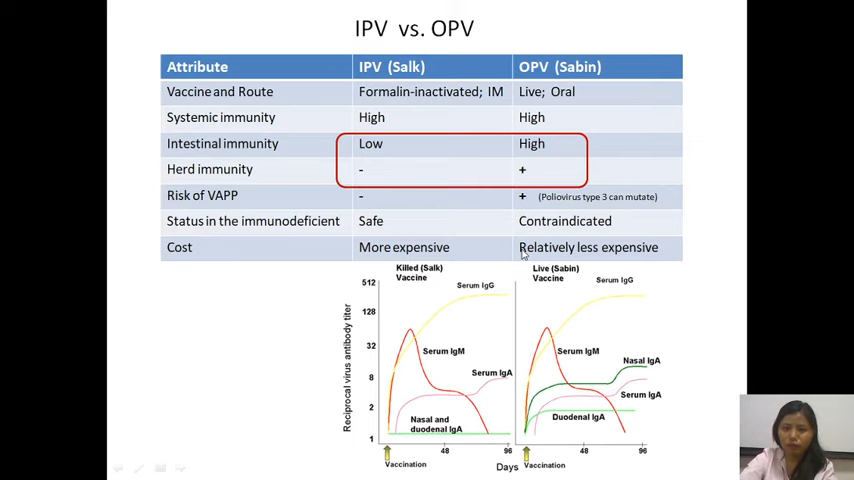 IPV vs. OPV
Attribute IPV (Salk) OPV (Sabin)
Vaccine and Route Formalin-inactivated; IM Live; Oral
Systemic immunity High High
Intestinal immunity Low High
Herd immunity - +
Risk of VAPP - + (Poliovirus type 3 can mutate)
Status in the immunodeficient Safe Contraindicated
Cost More expensive Relatively less expensive
Killed (Salk)
Vaccine
Live (Sabin)
Vaccine
Reciprocal virus antibody titer
512
128
32
8
2
1
Serum IgG
Serum IgM
Serum IgA
Nasal and
duodenal IgA
Serum IgG
Serum IgM
Nasal IgA
Serum IgA
Duodenal IgA
48 96 48 96
Vaccination Days Vaccination